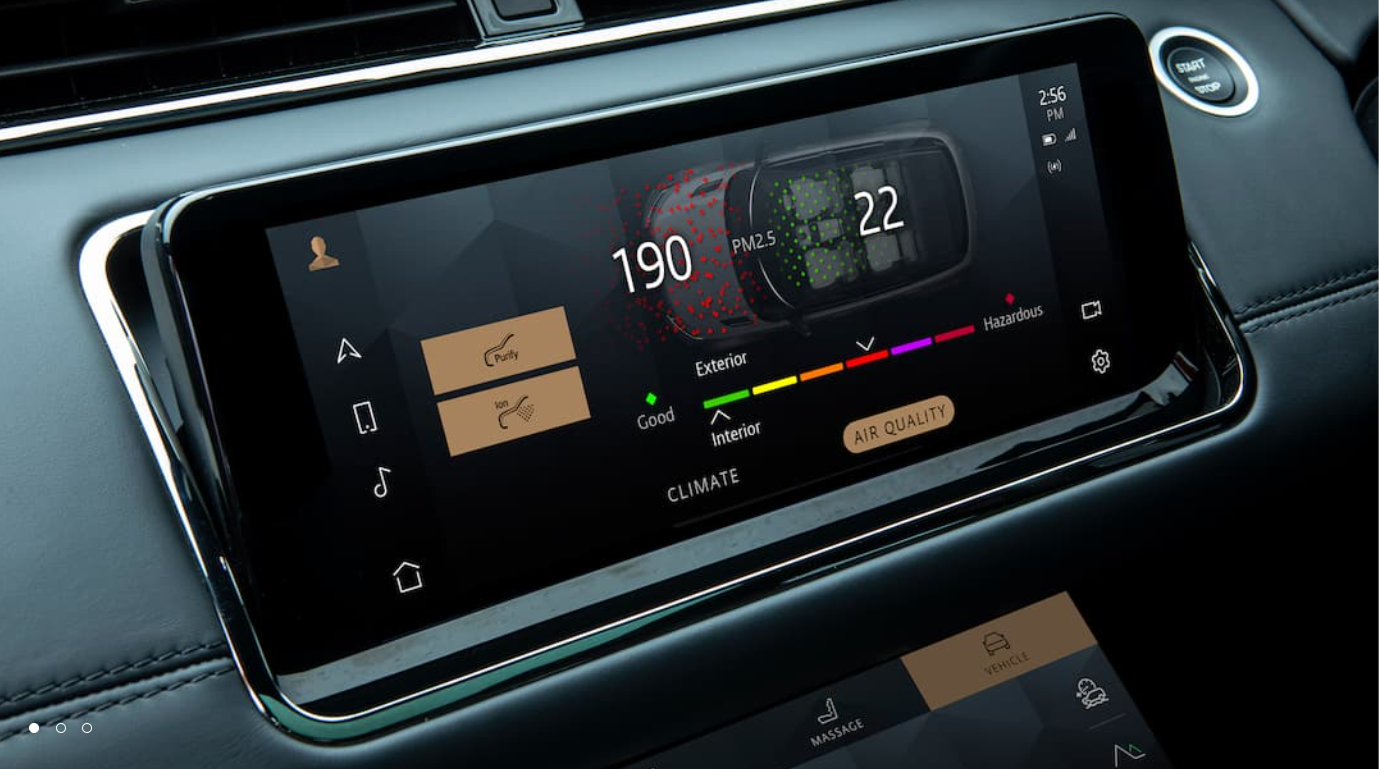 START
ENGINE
STOP
2:56
PM
190
PM2.5
22
Purify
Ion
Exterior
Hazardous
Good
Interior
AIR QUALITY
CLIMATE
VEHICLE
MASSAGE